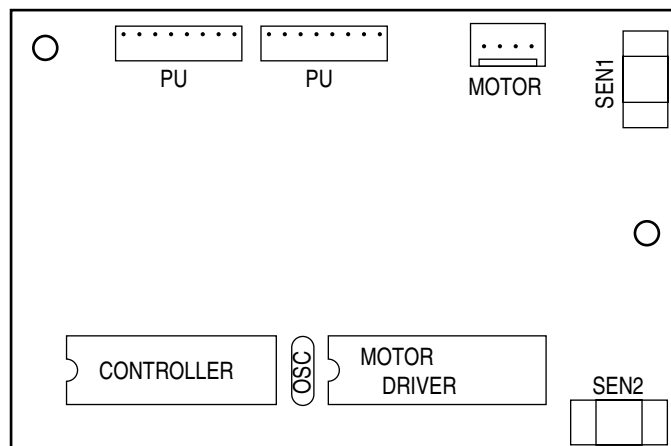 PU
PU
MOTOR
SEN1
CONTROLLER
OSC
MOTOR
DRIVER
SEN2